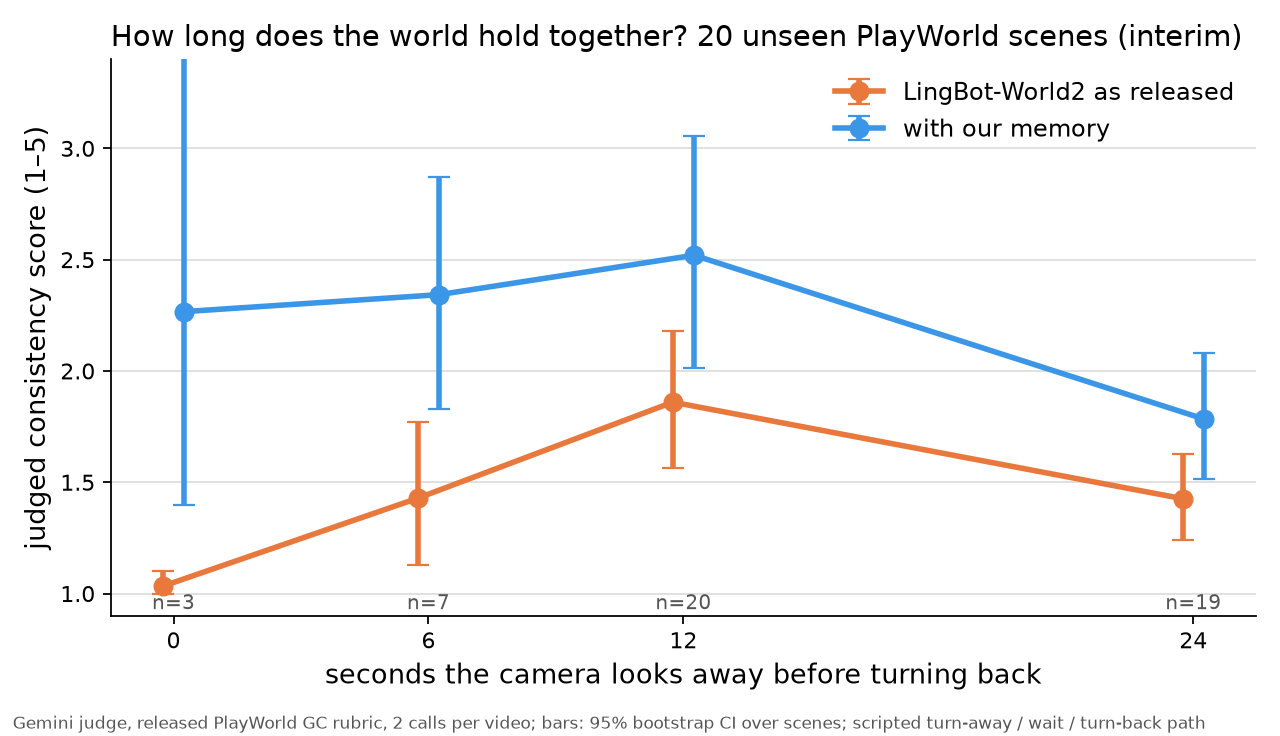 How long does the world hold together? 20 unseen PlayWorld scenes (interim)
LingBot-World2 as released
with our memory
judged consistency score (1–5)
3.0
2.5
2.0
1.5
1.0
n=3
n=7
n=20
n=19
0
6
12
24
seconds the camera looks away before turning back
Gemini judge, released PlayWorld GC rubric, 2 calls per video; bars: 95% bootstrap CI over scenes; scripted turn-away / wait / turn-back path